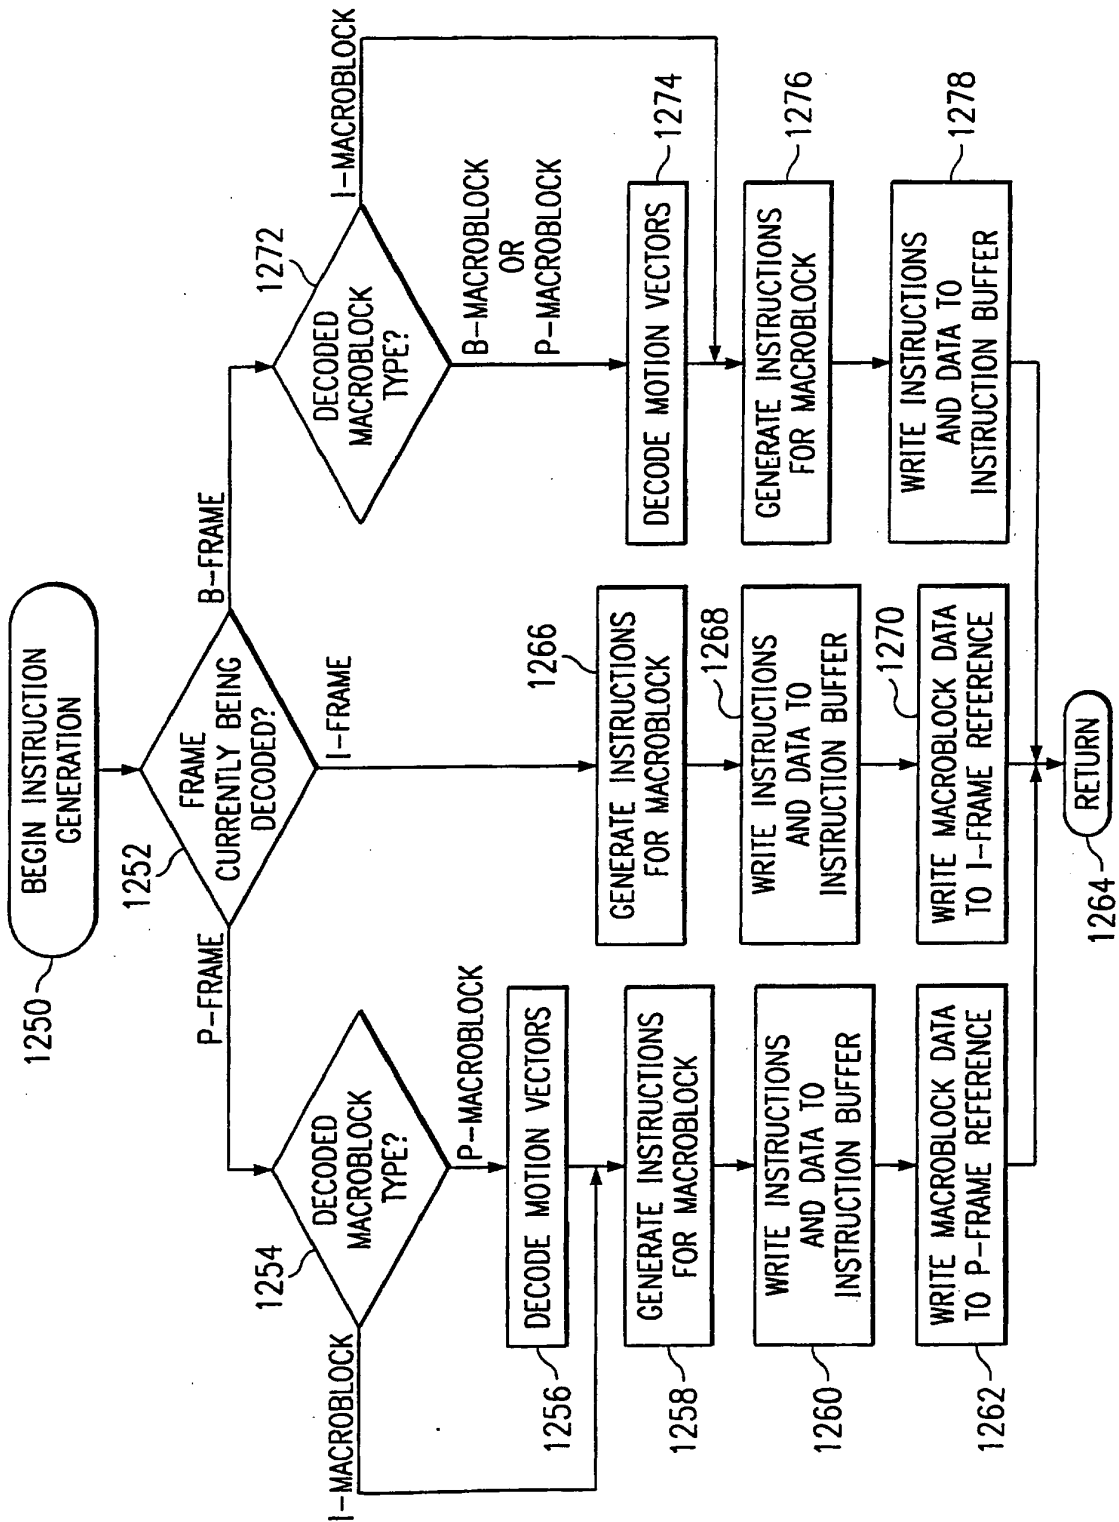 BEGIN INSTRUCTION
GENERATION
1250
FRAME
CURRENTLY BEING
DECODED?
1252
P-FRAME
B-FRAME
I-FRAME
DECODED
MACROBLOCK
TYPE?
1254
I-MACROBLOCK
P-MACROBLOCK
DECODE MOTION VECTORS
1256
GENERATE INSTRUCTIONS
FOR MACROBLOCK
1258
WRITE INSTRUCTIONS
AND DATA TO
INSTRUCTION BUFFER
1260
WRITE MACROBLOCK DATA
TO P-FRAME REFERENCE
1262
GENERATE INSTRUCTIONS
FOR MACROBLOCK
1266
WRITE INSTRUCTIONS
AND DATA TO
INSTRUCTION BUFFER
1268
WRITE MACROBLOCK DATA
TO I-FRAME REFERENCE
1270
DECODED
MACROBLOCK
TYPE?
1272
I-MACROBLOCK
B-MACROBLOCK
OR
P-MACROBLOCK
DECODE MOTION VECTORS
1274
GENERATE INSTRUCTIONS
FOR MACROBLOCK
1276
WRITE INSTRUCTIONS
AND DATA TO
INSTRUCTION BUFFER
1278
RETURN
1264